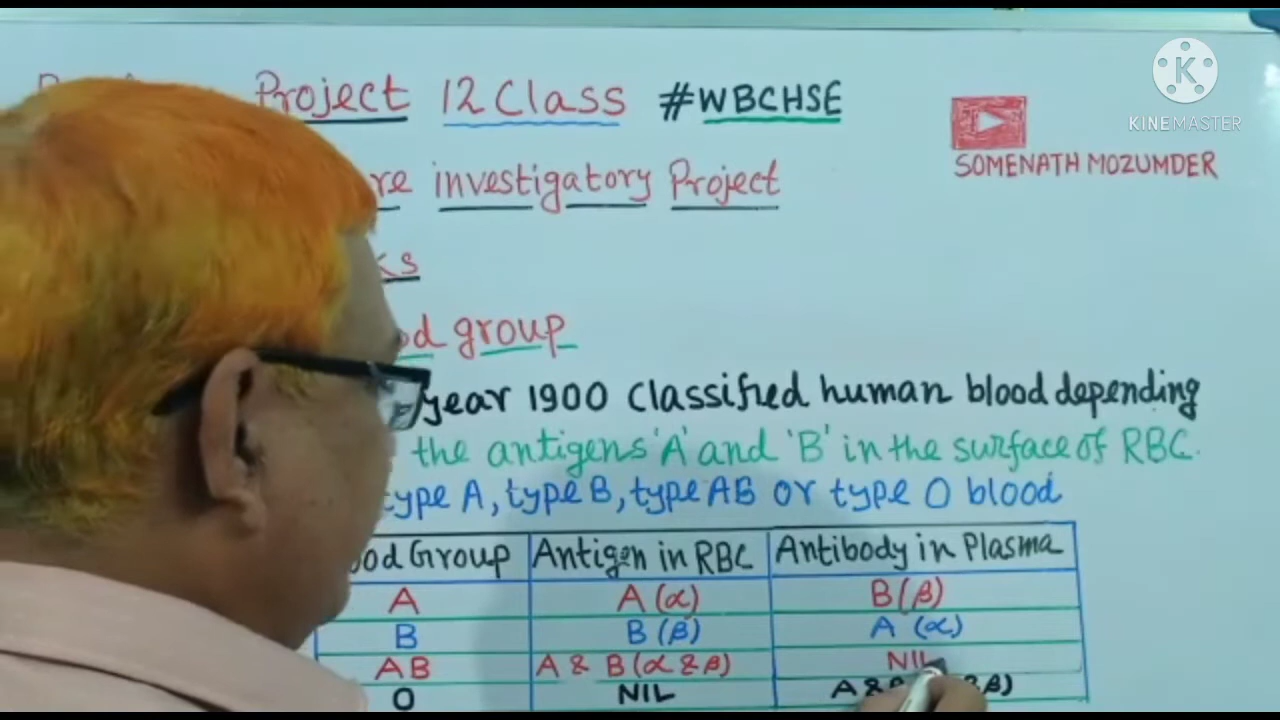 Project 12 Class #WBCHSE
KINEMASTER
SOMENATH MOZUMDER
investigatory Project
group
year 1900 classified human blood depending
the antigens 'A' and 'B' in the surface of RBC.
type A, type B, type AB or type O blood
Group Antigen in RBC Antibody in Plasma
A A (α) B (β)
B B (β) A (α)
AB A & B (α & β) NIL
O NIL A & β)